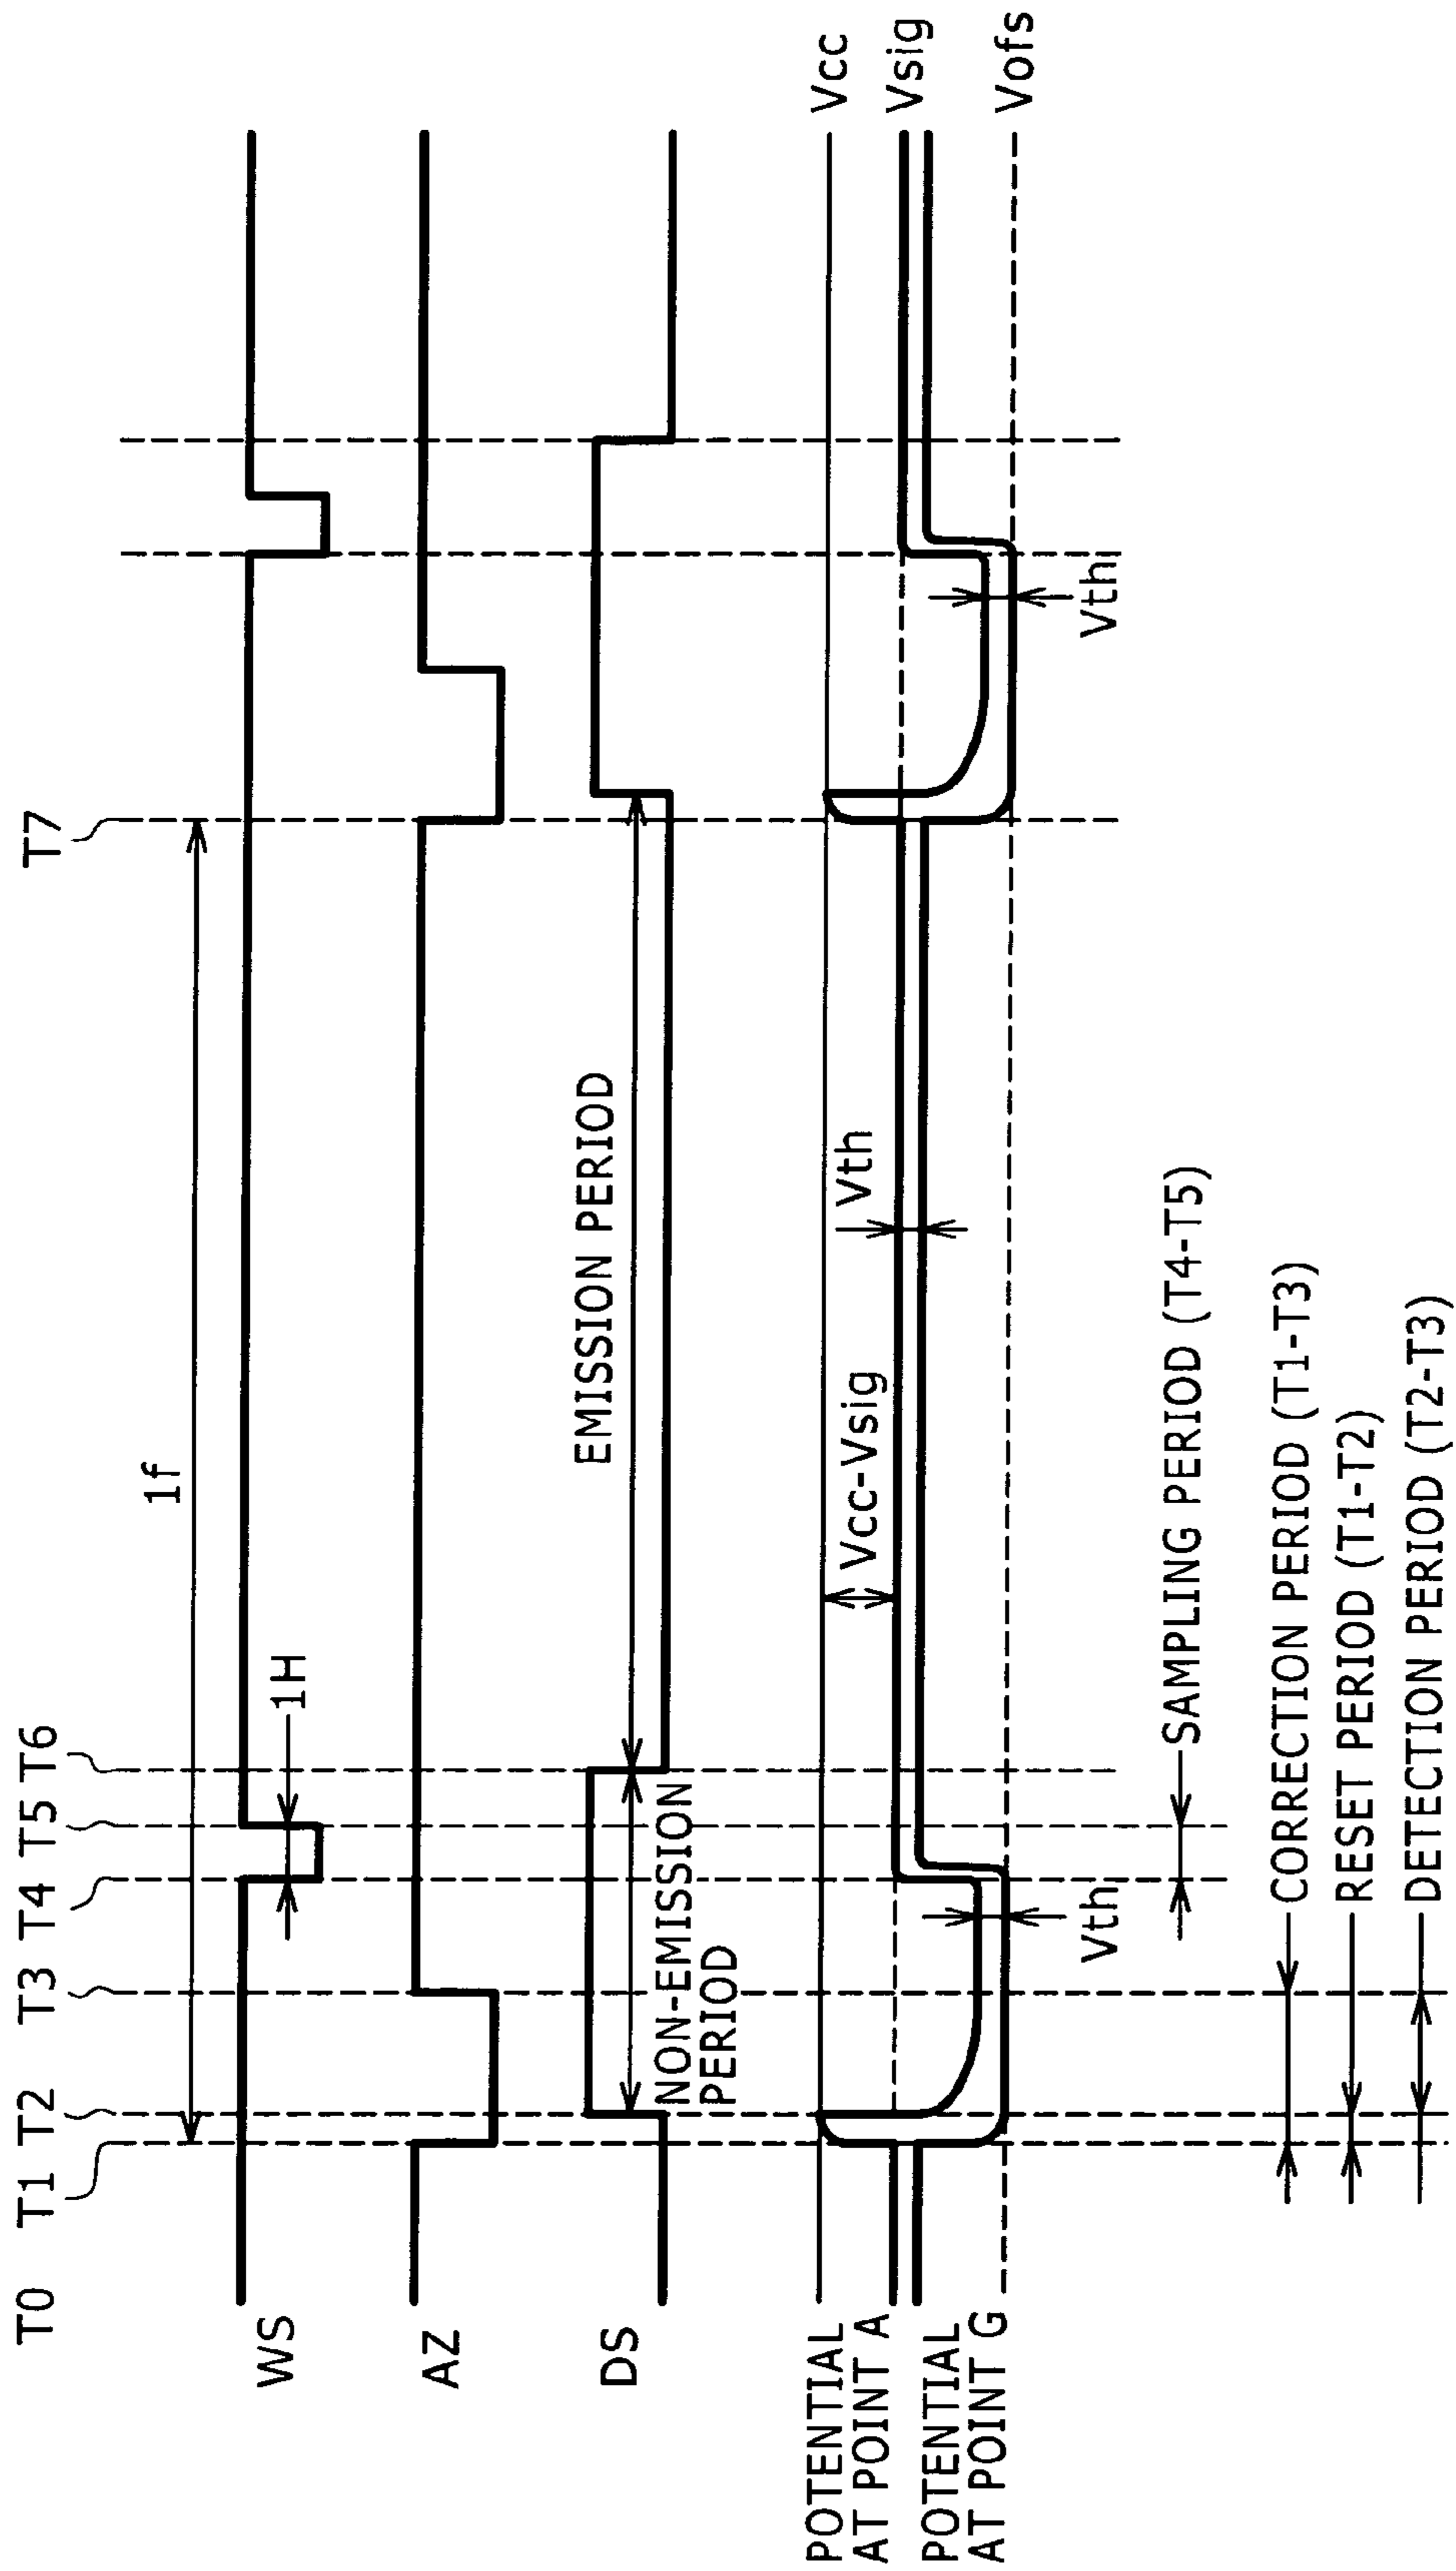 T0 T1 T2 T3 T4 T5 T6 T7
1f
WS
1H
AZ
DS
NON-EMISSION
PERIOD
EMISSION PERIOD
POTENTIAL
AT POINT A
POTENTIAL
AT POINT G
Vcc
Vsig
Vofs
Vcc-Vsig
Vth
Vth
Vth
SAMPLING PERIOD (T4-T5)
CORRECTION PERIOD (T1-T3)
RESET PERIOD (T1-T2)
DETECTION PERIOD (T2-T3)